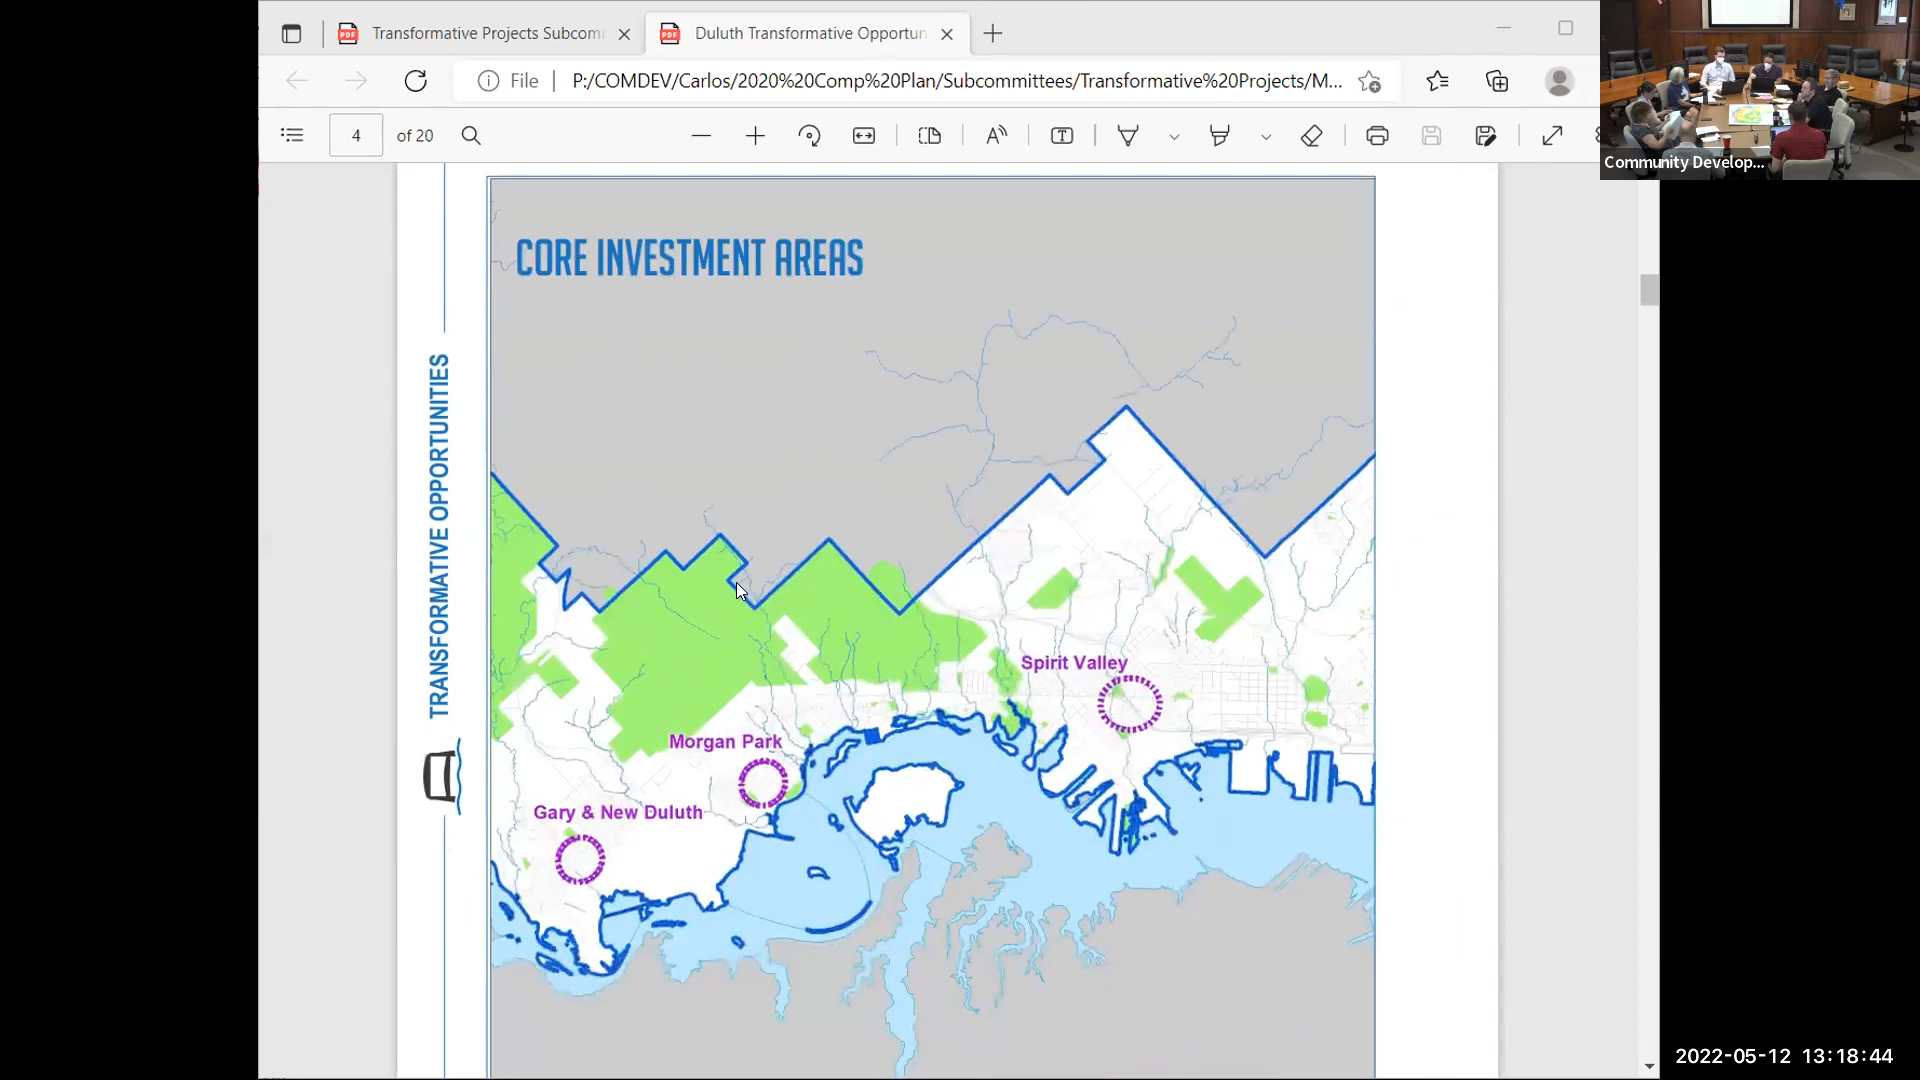 Transformative Projects Subcom
Duluth Transformative Opportun
File
P:/COMDEV/Carlos/2020%20Comp%20Plan/Subcommittees/Transformative%20Projects/M...
4 of 20
Community Develop...
CORE INVESTMENT AREAS
TRANSFORMATIVE OPPORTUNITIES
Spirit Valley
Morgan Park
Gary & New Duluth
2022-05-12 13:18:44